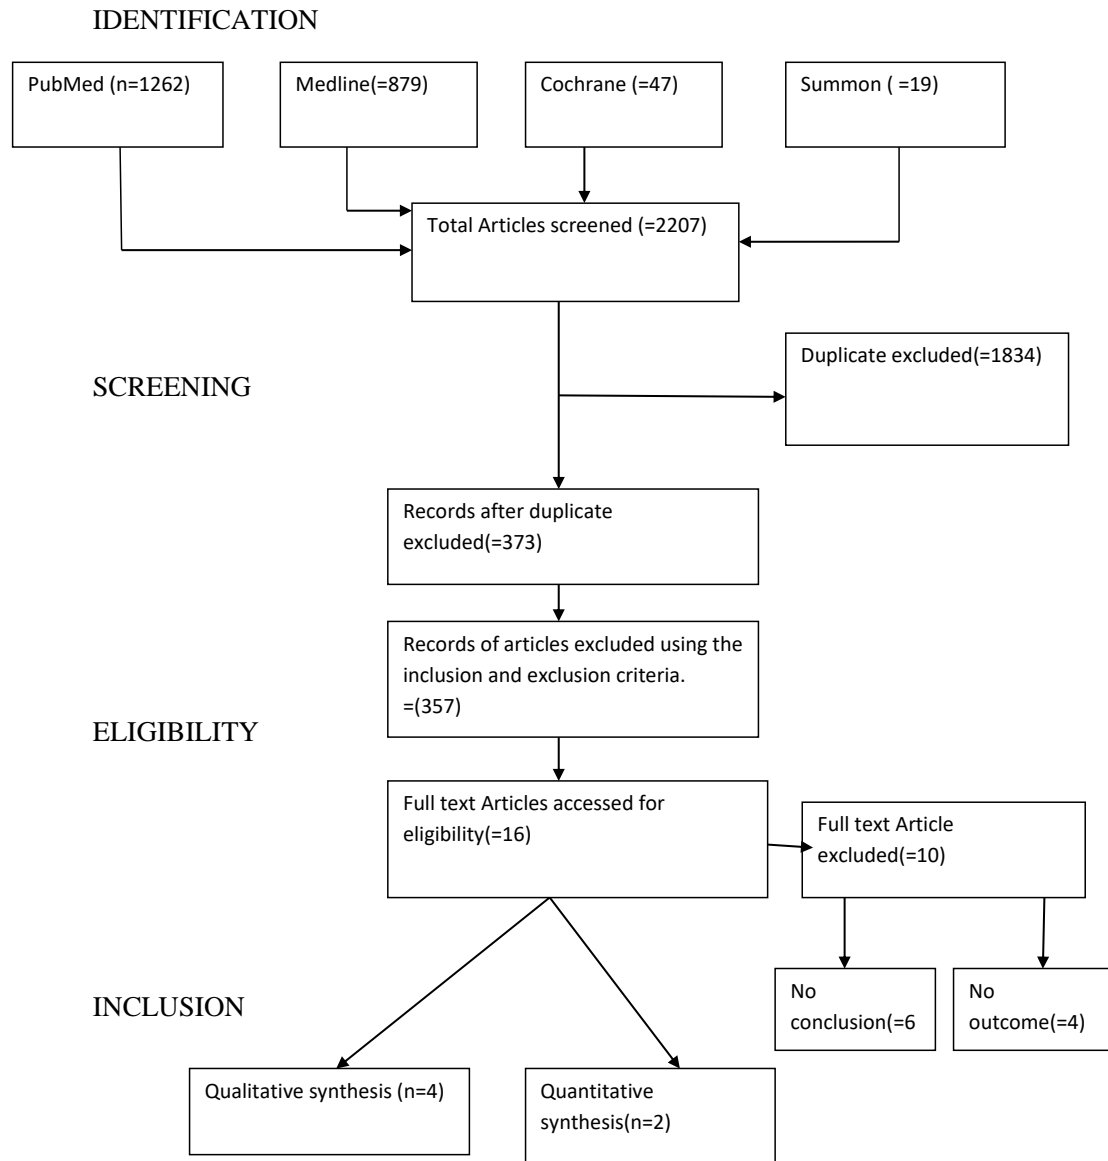 IDENTIFICATION
PubMed (n=1262)
Medline(=879)
Cochrane (=47)
Summon ( =19)
Total Articles screened (=2207)
Duplicate excluded(=1834)
SCREENING
Records after duplicate
excluded(=373)
Records of articles excluded using the
inclusion and exclusion criteria.
=(357)
ELIGIBILITY
Full text Articles accessed for
eligibility(=16)
Full text Article
excluded(=10)
No
conclusion(=6
No
outcome(=4)
INCLUSION
Qualitative synthesis (n=4)
Quantitative
synthesis(n=2)